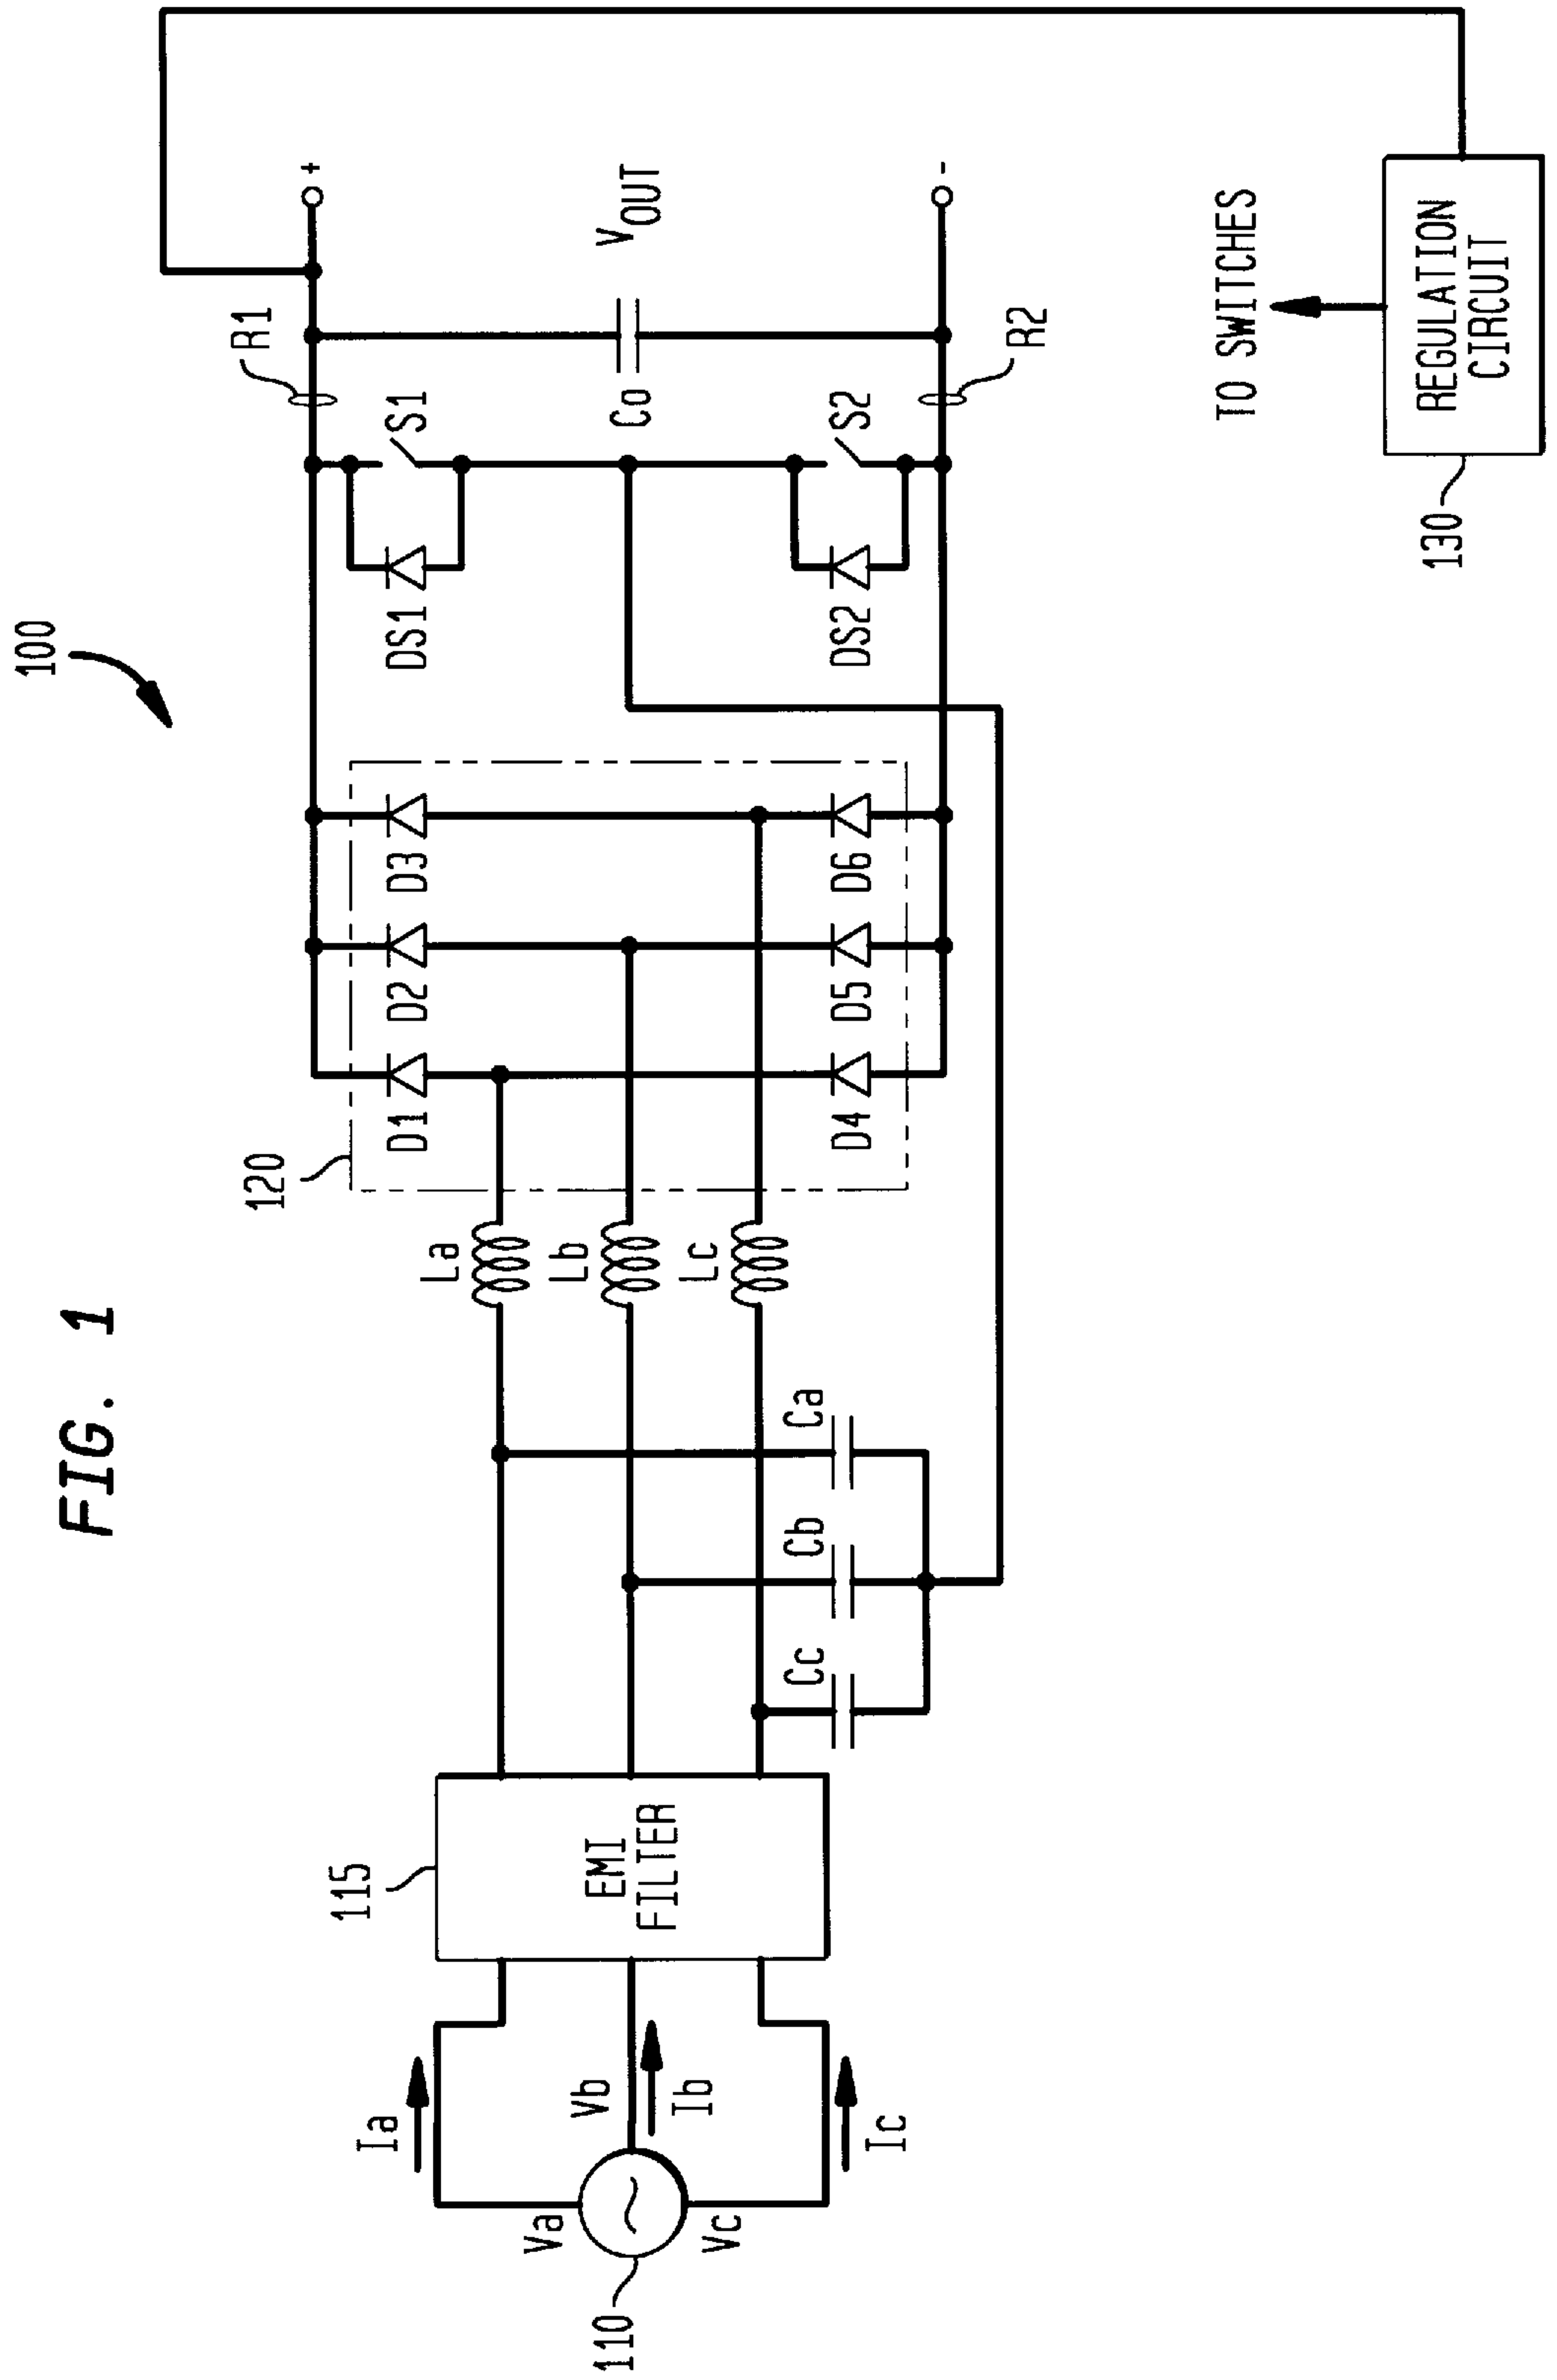 FIG. 1
100
110
Va
Vb
Vc
Ia
Ib
Ic
115
EMI
FILTER
Cc
Cb
Ca
La
Lb
Lc
120
D1
D2
D3
D4
D5
D6
DS1
S1
DS2
S2
R1
R2
Co
VOUT
+
-
TO SWITCHES
REGULATION
CIRCUIT
130